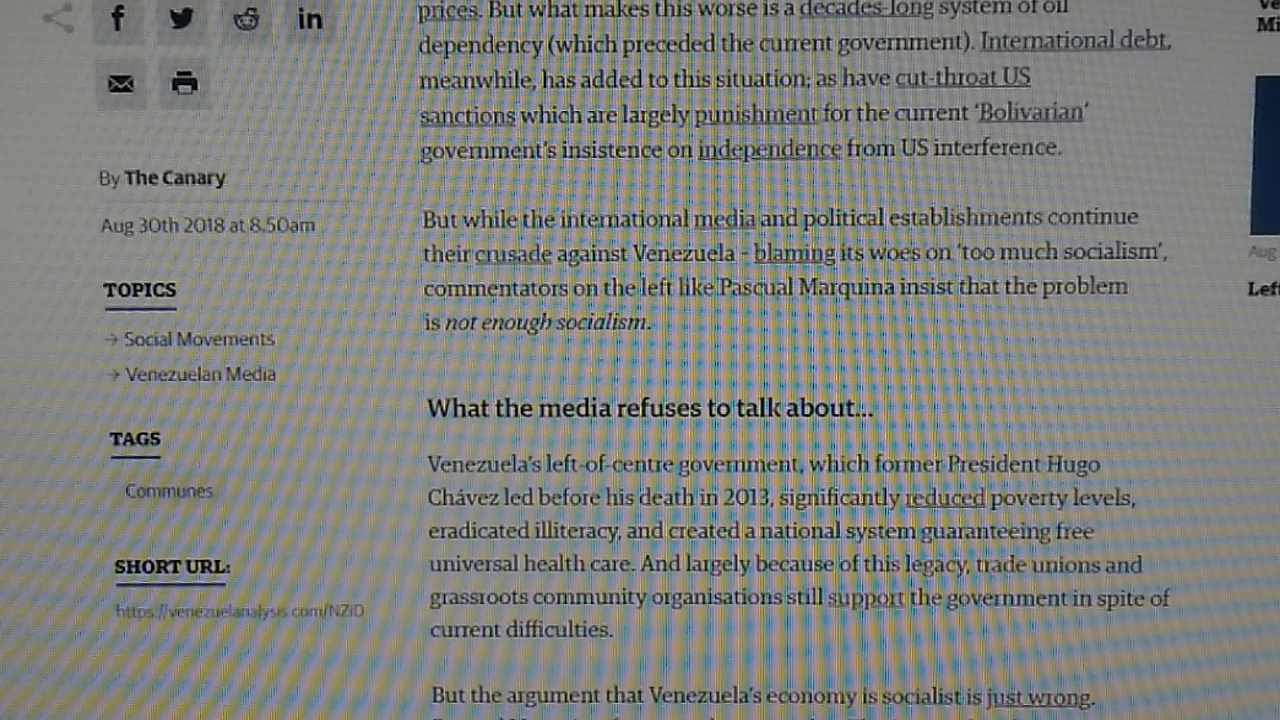 prices. But what makes this worse is a decades-long system of oil
dependency (which preceded the current government). International debt,
meanwhile, has added to this situation; as have cut-throat US
sanctions which are largely punishment for the current ‘Bolivarian’
government's insistence on independence from US interference.
By The Canary
Aug 30th 2018 at 8.50am
TOPICS
→ Social Movements
→ Venezuelan Media
TAGS
Communes
SHORT URL:
https://venezuelanalysis.com/NZiD
But while the international media and political establishments continue
their crusade against Venezuela - blaming its woes on ‘too much socialism’,
commentators on the left like Pascual Marquina insist that the problem
is not enough socialism.
What the media refuses to talk about...
Venezuela's left-of-centre government, which former President Hugo
Chávez led before his death in 2013, significantly reduced poverty levels,
eradicated illiteracy, and created a national system guaranteeing free
universal health care. And largely because of this legacy, trade unions and
grassroots community organisations still support the government in spite of
current difficulties.
But the argument that Venezuela's economy is socialist is just wrong.
Aug